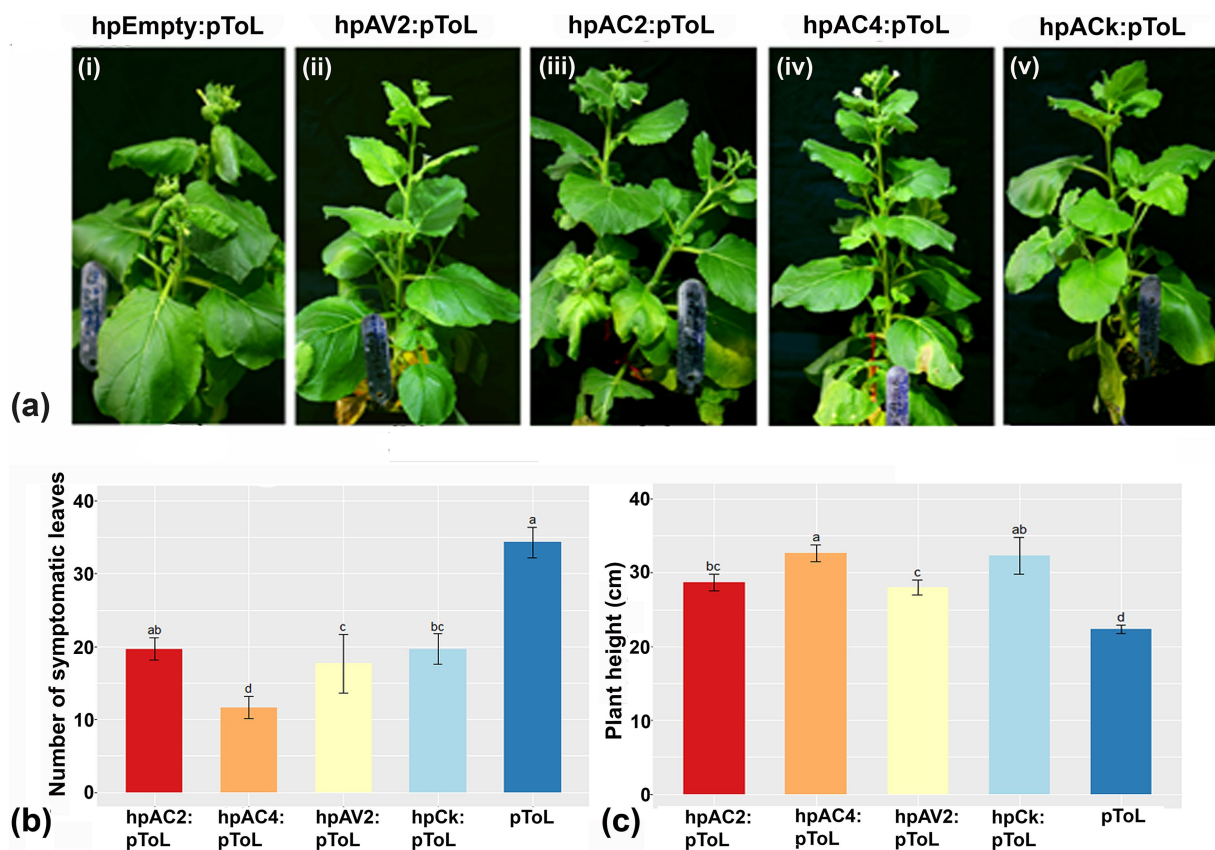 hpEmpty:pToL hpAV2:pToL hpAC2:pToL hpAC4:pToL hpACk:pToL
(i) (ii) (iii) (iv) (v)
(a)
Number of symptomatic leaves
40
30
20
10
0
ab
d
c
bc
a
hpAC2:
pToL
hpAC4:
pToL
hpAV2:
pToL
hpCk:
pToL
pToL
(b)
Plant height (cm)
40
30
20
10
0
bc
a
c
ab
d
hpAC2:
pToL
hpAC4:
pToL
hpAV2:
pToL
hpCk:
pToL
pToL
(c)